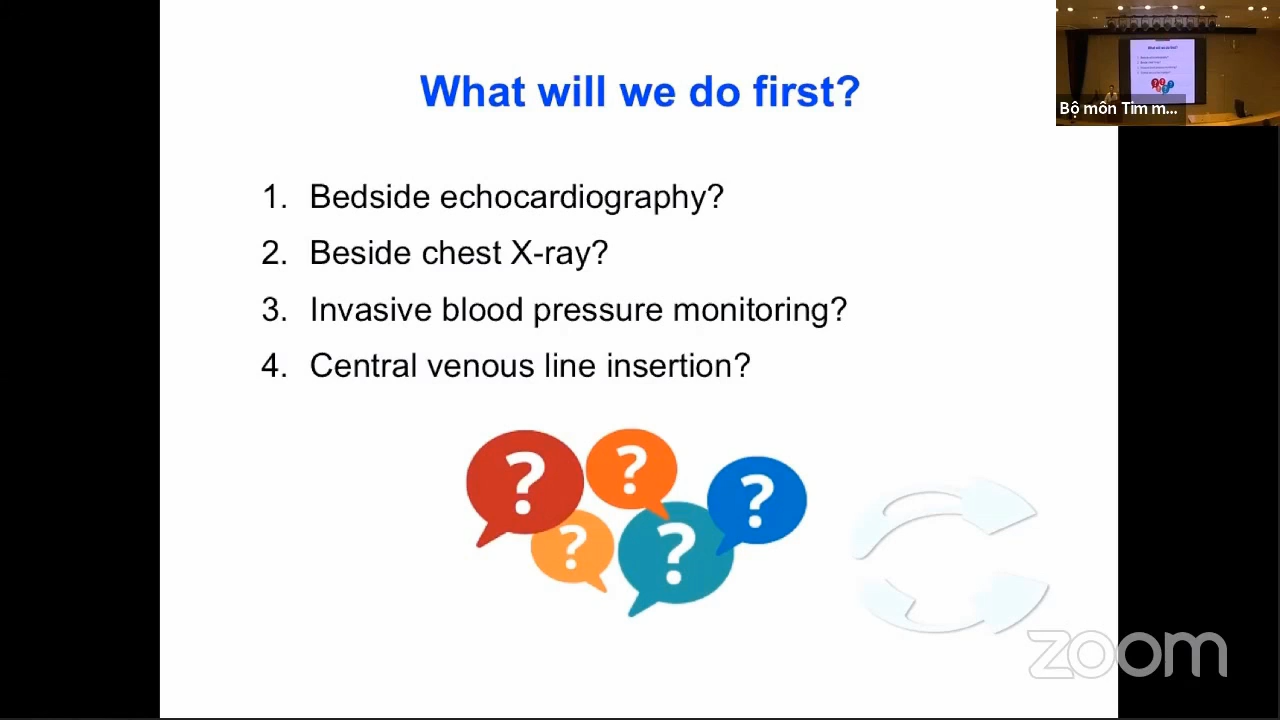 What will we do first?
Bộ môn Tim m...
1. Bedside echocardiography?
2. Beside chest X-ray?
3. Invasive blood pressure monitoring?
4. Central venous line insertion?
? ? ? ? ?
zoom